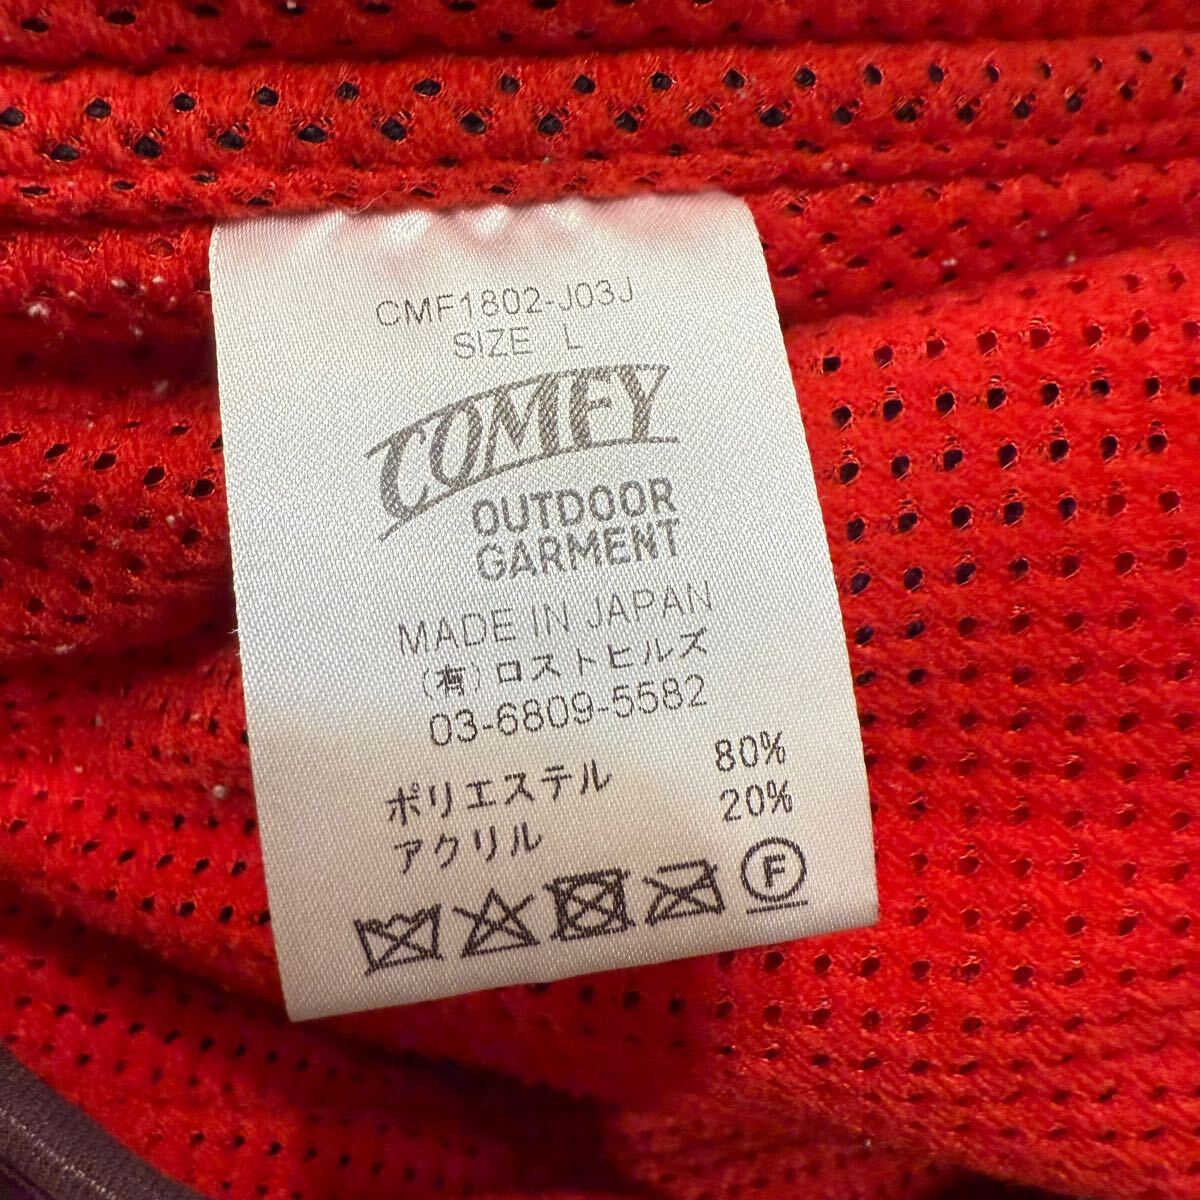 CMF1802-J03J
SIZE L
COMFY
OUTDOOR
GARMENT
MADE IN JAPAN
(有)ロストヒルズ
03-6809-5582
ポリエステル 80%
アクリル 20%
F